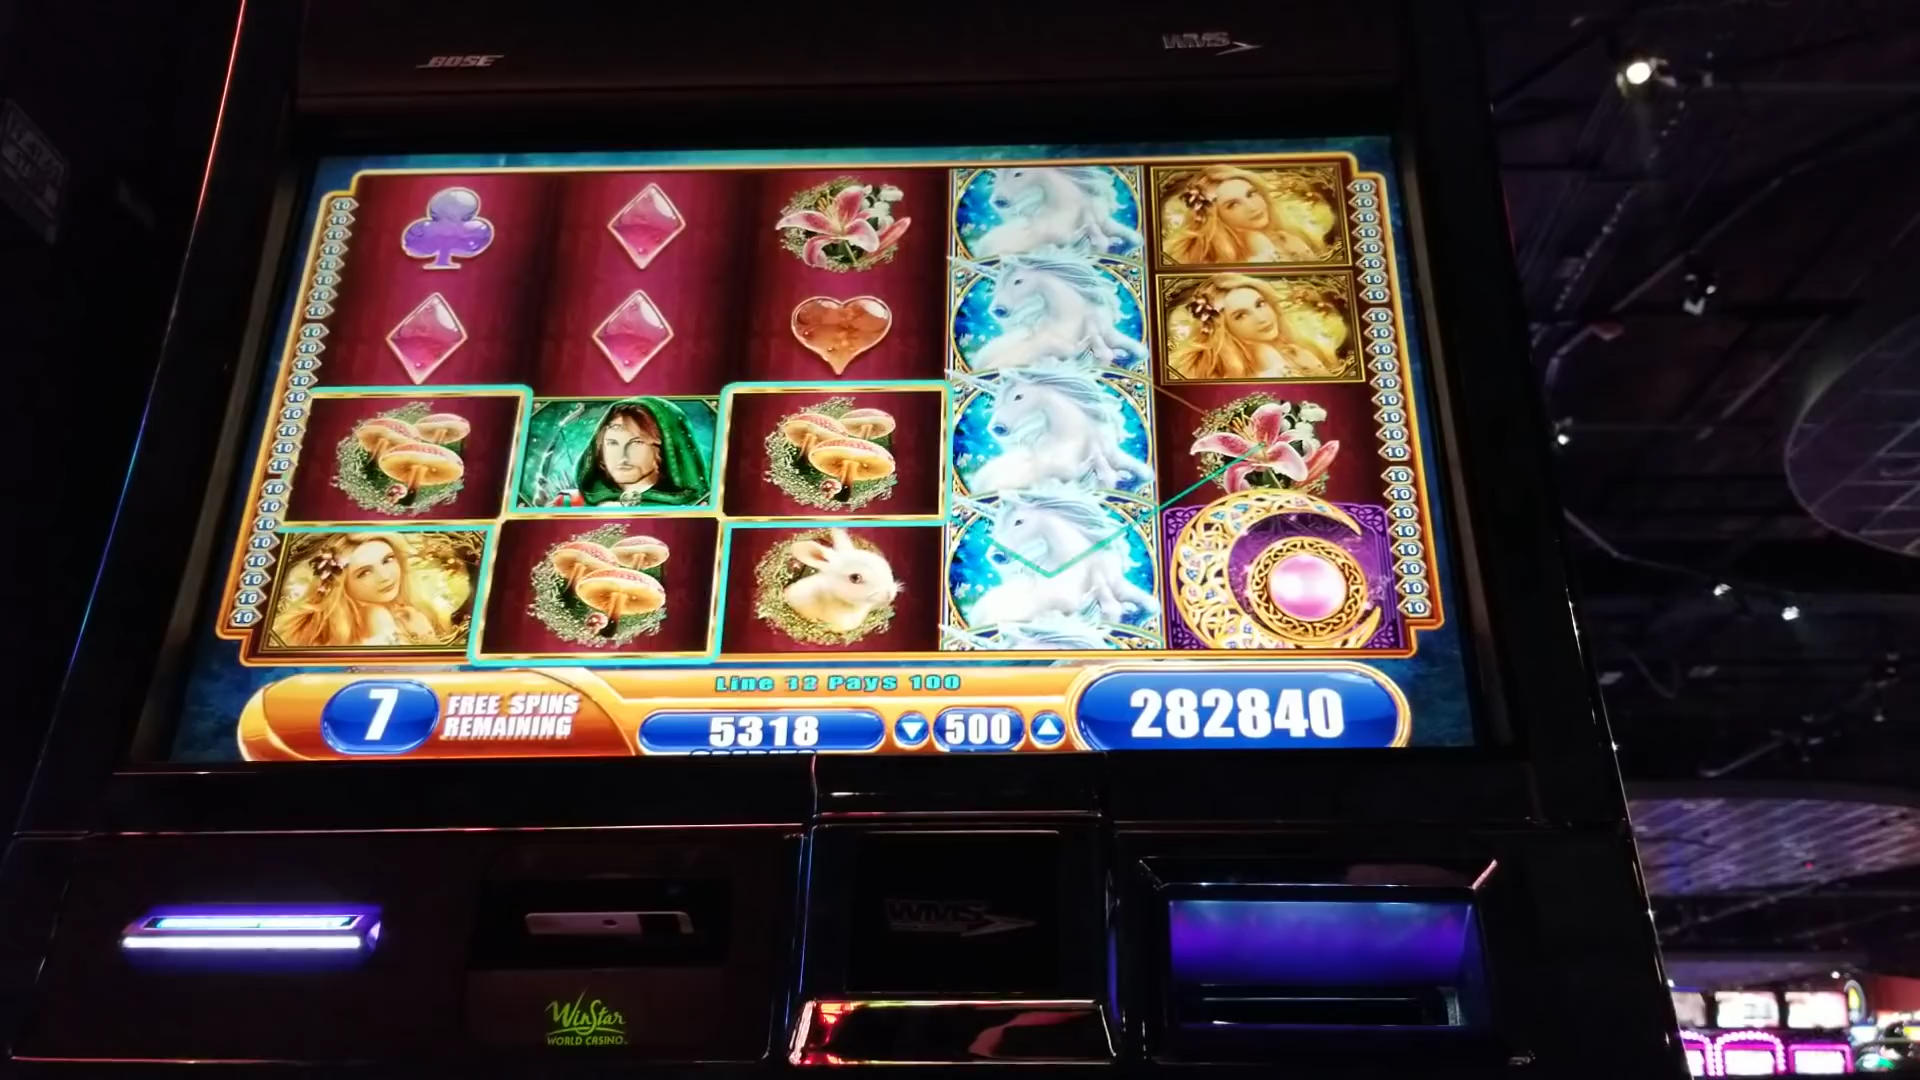 BOSE
WMS
Line 32 Pays 100
7
FREE SPINS
REMAINING
5318
500
282840
WMS
WinStar
WORLD CASINO